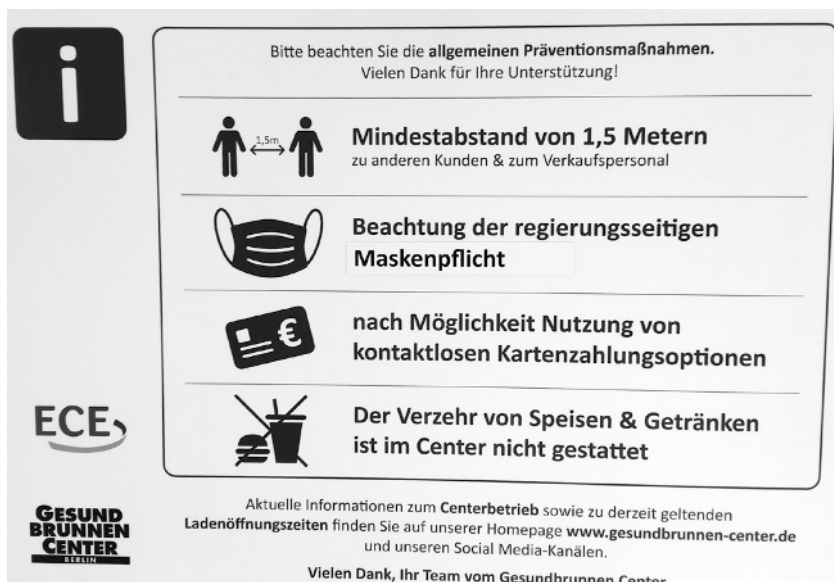 i
Bitte beachten Sie die allgemeinen Präventionsmaßnahmen.
Vielen Dank für Ihre Unterstützung!
1,5m
Mindestabstand von 1,5 Metern
zu anderen Kunden & zum Verkaufspersonal
Beachtung der regierungsseitigen
Maskenpflicht
€
nach Möglichkeit Nutzung von
kontaktlosen Kartenzahlungsoptionen
Der Verzehr von Speisen & Getränken
ist im Center nicht gestattet
ECE
GESUND
BRUNNEN
CENTER
BERLIN
Aktuelle Informationen zum Centerbetrieb sowie zu derzeit geltenden
Ladenöffnungszeiten finden Sie auf unserer Homepage www.gesundbrunnen-center.de
und unseren Social Media-Kanälen.
Vielen Dank, Ihr Team vom Gesundbrunnen Center